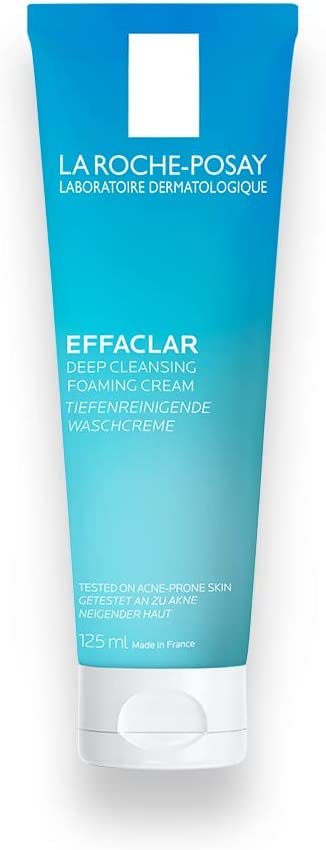 LA ROCHE-POSAY
LABORATOIRE DERMATOLOGIQUE
EFFACLAR
DEEP CLEANSING
FOAMING CREAM
TIEFENREINIGENDE
WASCHCREME
TESTED ON ACNE-PRONE SKIN
GETESTET AN ZU AKNE
NEIGENDER HAUT
125 ml Made in France